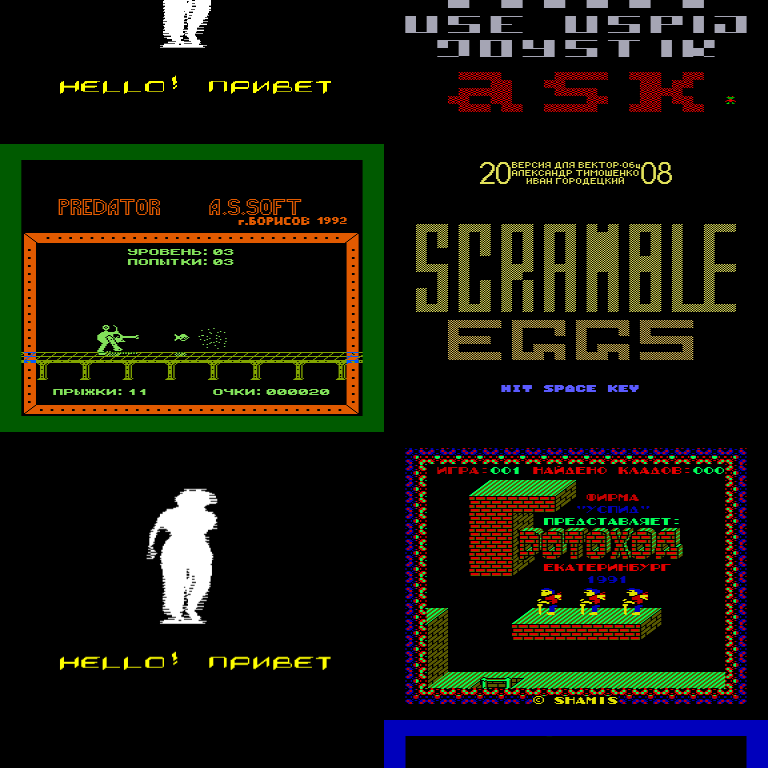 HELLO! ПРИВЕТ
USE USPID
JOYSTIK
ask.
20 ВЕРСИЯ ДЛЯ ВЕКТОР-06ц 08
АЛЕКСАНДР ТИМОШЕНКО
ИВАН ГОРОДЕЦКИЙ
SCRAMBLE
EGGS
HIT SPACE KEY
PREDATOR A.S.SOFT
г.БОРИСОВ 1992
УРОВЕНЬ:03
ПОПЫТКИ:03
ПРЫЖКИ:11 ОЧКИ:000020
HELLO! ПРИВЕТ
ИГРА:001 НАЙДЕНО КЛАДОВ:000
ФИРМА
"УСПИД"
ПРЕДСТАВЛЯЕТ:
ЕКАТЕРИНБУРГ
1991
© SHAMIS